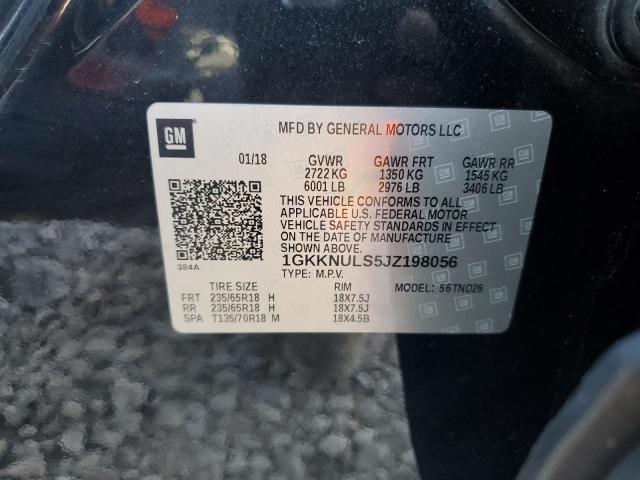 GM
MFD BY GENERAL MOTORS LLC
01/18 GVWR GAWR FRT GAWR RR
2722 KG 1350 KG 1545 KG
6001 LB 2976 LB 3406 LB
THIS VEHICLE CONFORMS TO ALL
APPLICABLE U.S. FEDERAL MOTOR
VEHICLE SAFETY STANDARDS IN EFFECT
ON THE DATE OF MANUFACTURE
SHOWN ABOVE.
384A
1GKKNULS5JZ198056
TYPE: M.P.V.
TIRE SIZE RIM MODEL: 56TND26
FRT 235/65R18 H 18X7.5J
RR 235/65R18 H 18X7.5J
SPA T135/70R18 M 18X4.5B